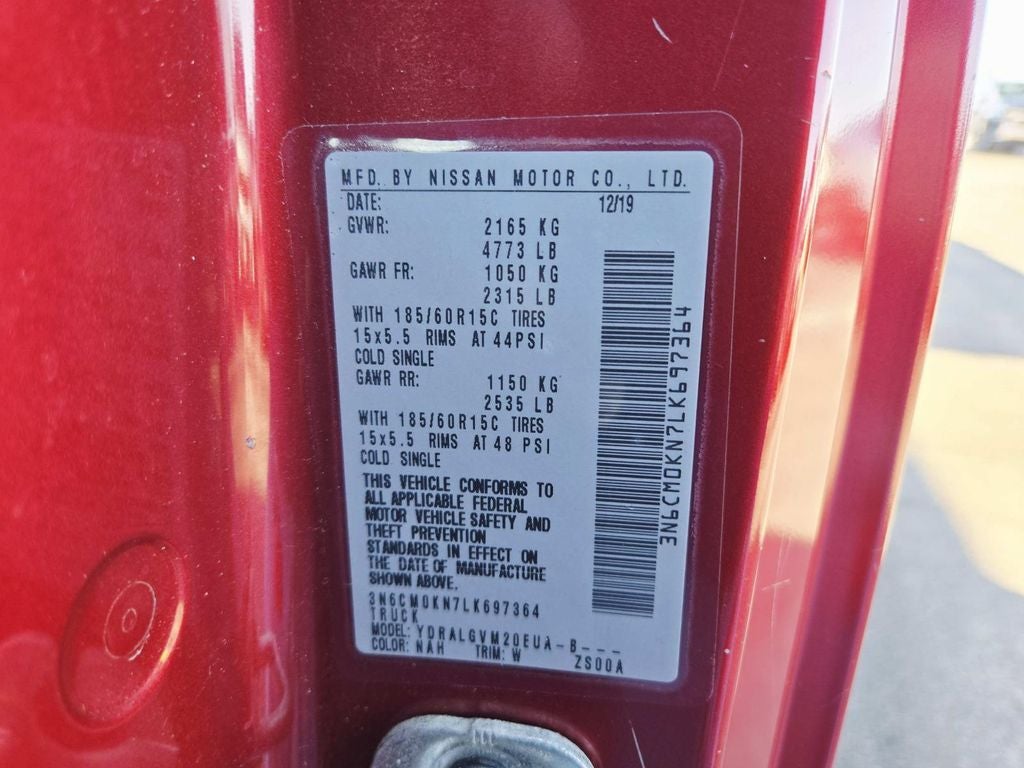 MFD. BY NISSAN MOTOR CO., LTD.
DATE: 12/19
GVWR: 2165 KG
4773 LB
GAWR FR: 1050 KG
2315 LB
WITH 185/60R15C TIRES
15x5.5 RIMS AT 44PSI
COLD SINGLE
GAWR RR: 1150 KG
2535 LB
WITH 185/60R15C TIRES
15x5.5 RIMS AT 48 PSI
COLD SINGLE
THIS VEHICLE CONFORMS TO
ALL APPLICABLE FEDERAL
MOTOR VEHICLE SAFETY AND
THEFT PREVENTION
STANDARDS IN EFFECT ON
THE DATE OF MANUFACTURE
SHOWN ABOVE.
3N6CM0KN7LK697364
TRUCK
MODEL: YDRALGVM20EUA-B___
COLOR: NAH TRIM: W ZS00A
3N6CM0KN7LK697364